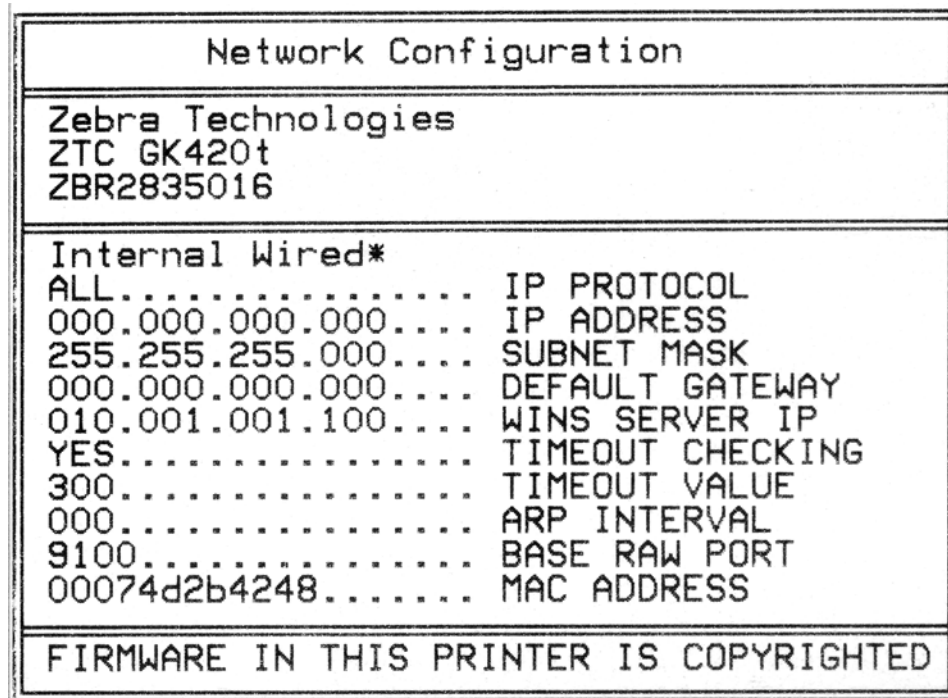 Network Configuration
Zebra Technologies
ZTC GK420t
ZBR2835016
Internal Wired*
ALL................ IP PROTOCOL
000.000.000.000.... IP ADDRESS
255.255.255.000.... SUBNET MASK
000.000.000.000.... DEFAULT GATEWAY
010.001.001.100.... WINS SERVER IP
YES................ TIMEOUT CHECKING
300................ TIMEOUT VALUE
000................ ARP INTERVAL
9100............... BASE RAW PORT
00074d2b4248....... MAC ADDRESS
FIRMWARE IN THIS PRINTER IS COPYRIGHTED